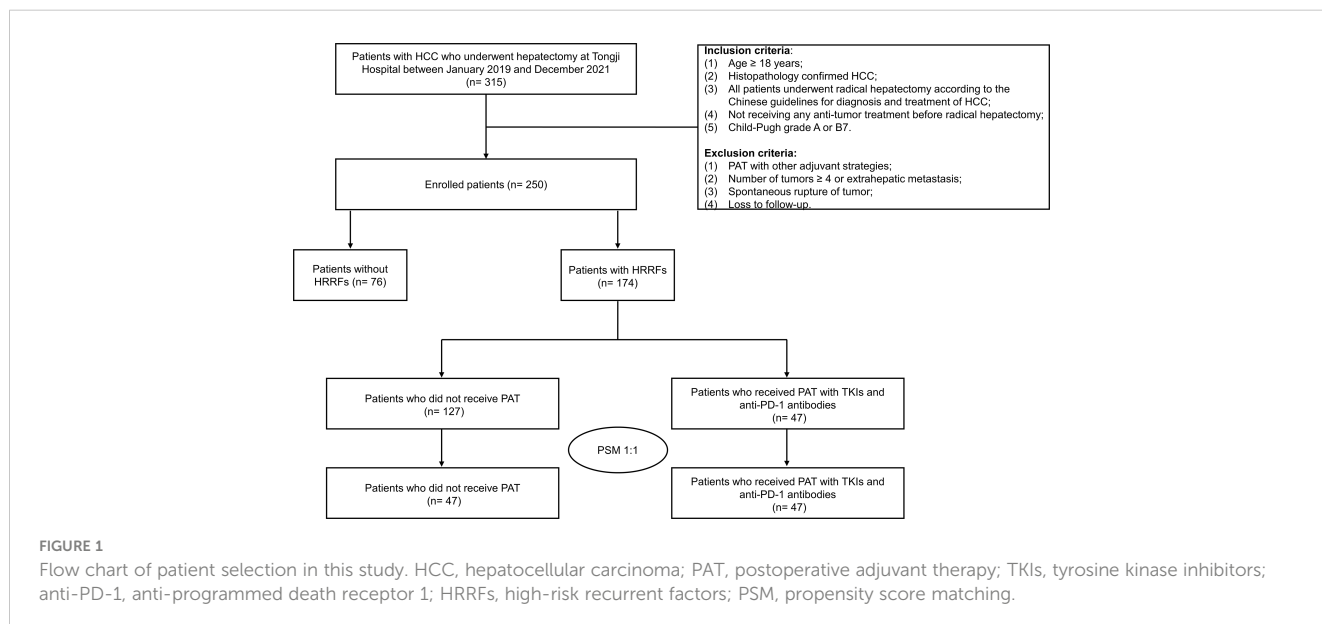 Patients with HCC who underwent hepatectomy at Tongji
Hospital between January 2019 and December 2021
(n= 315)
Inclusion criteria:
(1) Age ≥ 18 years;
(2) Histopathology confirmed HCC;
(3) All patients underwent radical hepatectomy according to the
Chinese guidelines for diagnosis and treatment of HCC;
(4) Not receiving any anti-tumor treatment before radical hepatectomy;
(5) Child-Pugh grade A or B7.
Exclusion criteria:
(1) PAT with other adjuvant strategies;
(2) Number of tumors ≥ 4 or extrahepatic metastasis;
(3) Spontaneous rupture of tumor;
(4) Loss to follow-up.
Enrolled patients (n= 250)
Patients without
HRRFs (n= 76)
Patients with HRRFs
(n= 174)
Patients who did not receive PAT
(n= 127)
Patients who received PAT with TKIs and
anti-PD-1 antibodies
(n= 47)
PSM 1:1
Patients who did not receive PAT
(n= 47)
Patients who received PAT with TKIs and
anti-PD-1 antibodies
(n= 47)
FIGURE 1
Flow chart of patient selection in this study. HCC, hepatocellular carcinoma; PAT, postoperative adjuvant therapy; TKIs, tyrosine kinase inhibitors;
anti-PD-1, anti-programmed death receptor 1; HRRFs, high-risk recurrent factors; PSM, propensity score matching.